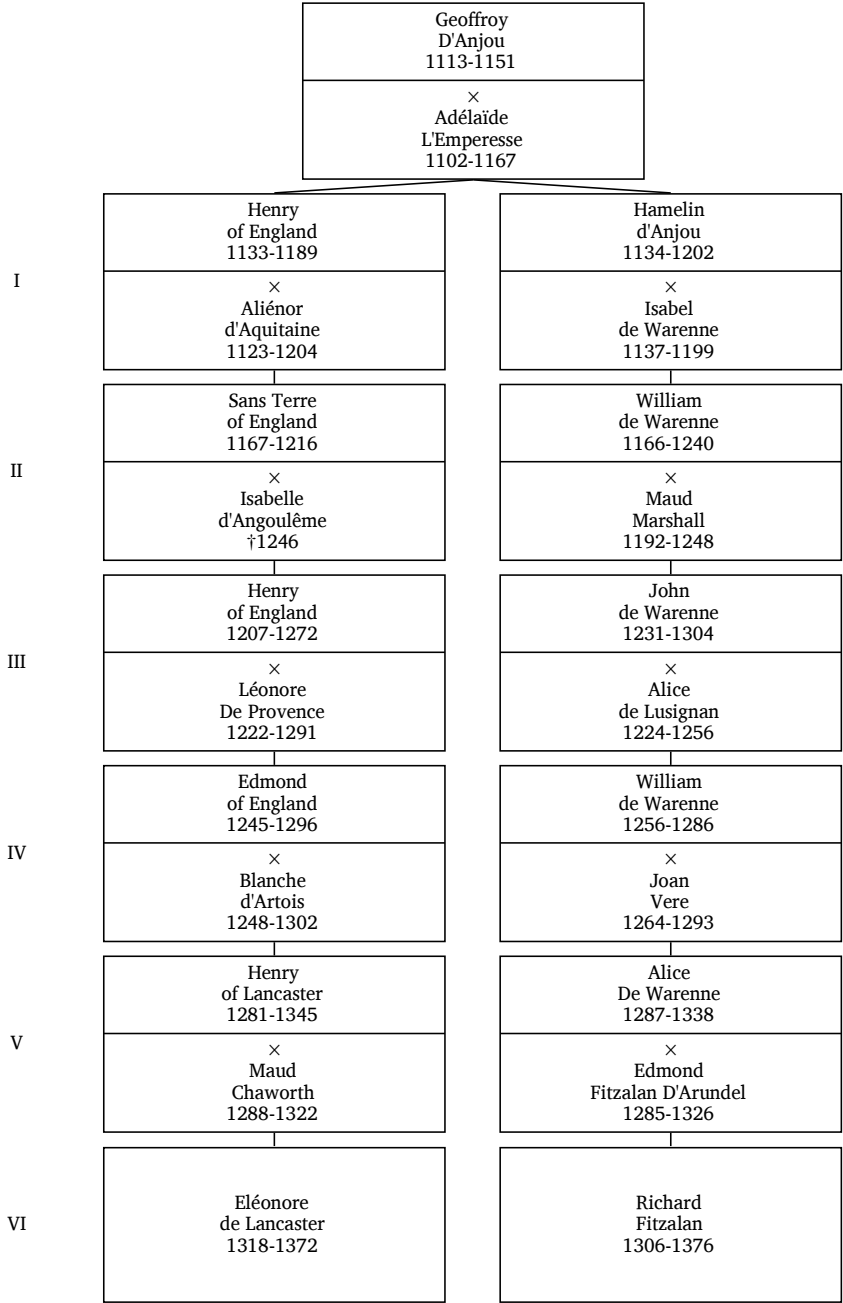 Geoffroy
D'Anjou
1113-1151
×
Adélaïde
L'Emperesse
1102-1167
I
Henry
of England
1133-1189
×
Aliénor
d'Aquitaine
1123-1204
Hamelin
d'Anjou
1134-1202
×
Isabel
de Warenne
1137-1199
II
Sans Terre
of England
1167-1216
×
Isabelle
d'Angoulême
†1246
William
de Warenne
1166-1240
×
Maud
Marshall
1192-1248
III
Henry
of England
1207-1272
×
Léonore
De Provence
1222-1291
John
de Warenne
1231-1304
×
Alice
de Lusignan
1224-1256
IV
Edmond
of England
1245-1296
×
Blanche
d'Artois
1248-1302
William
de Warenne
1256-1286
×
Joan
Vere
1264-1293
V
Henry
of Lancaster
1281-1345
×
Maud
Chaworth
1288-1322
Alice
De Warenne
1287-1338
×
Edmond
Fitzalan D'Arundel
1285-1326
VI
Eléonore
de Lancaster
1318-1372
Richard
Fitzalan
1306-1376